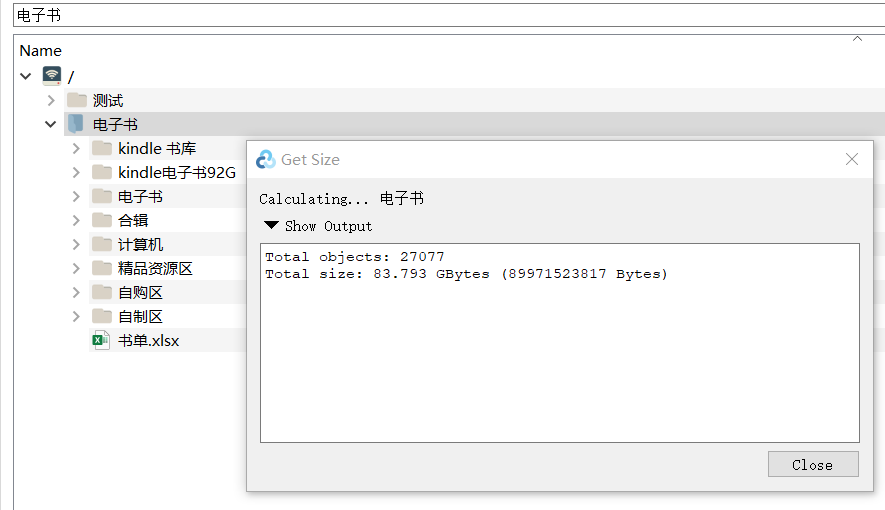 电子书
Name
/
测试
电子书
kindle 书库
kindle电子书92G
电子书
合辑
计算机
精品资源区
自购区
自制区
书单.xlsx
Get Size
Calculating... 电子书
Show Output
Total objects: 27077
Total size: 83.793 GBytes (89971523817 Bytes)
Close